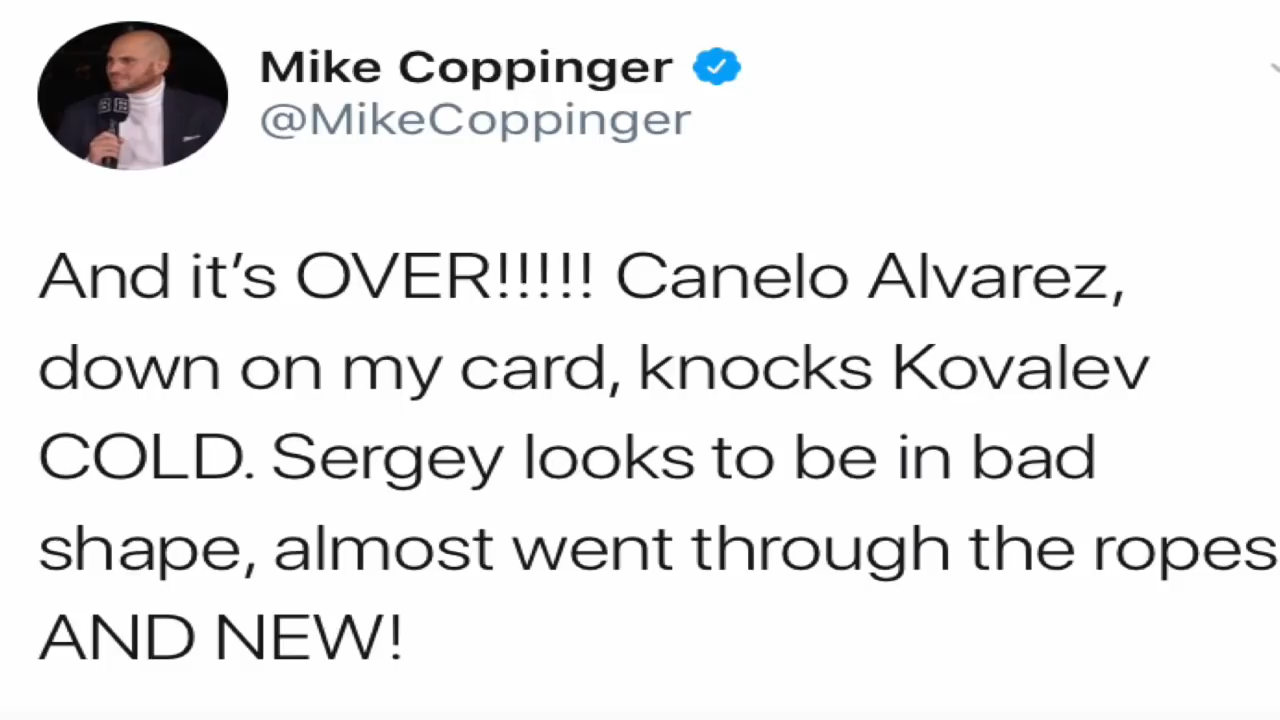 Mike Coppinger
@MikeCoppinger
And it's OVER!!!!! Canelo Alvarez,
down on my card, knocks Kovalev
COLD. Sergey looks to be in bad
shape, almost went through the ropes
AND NEW!